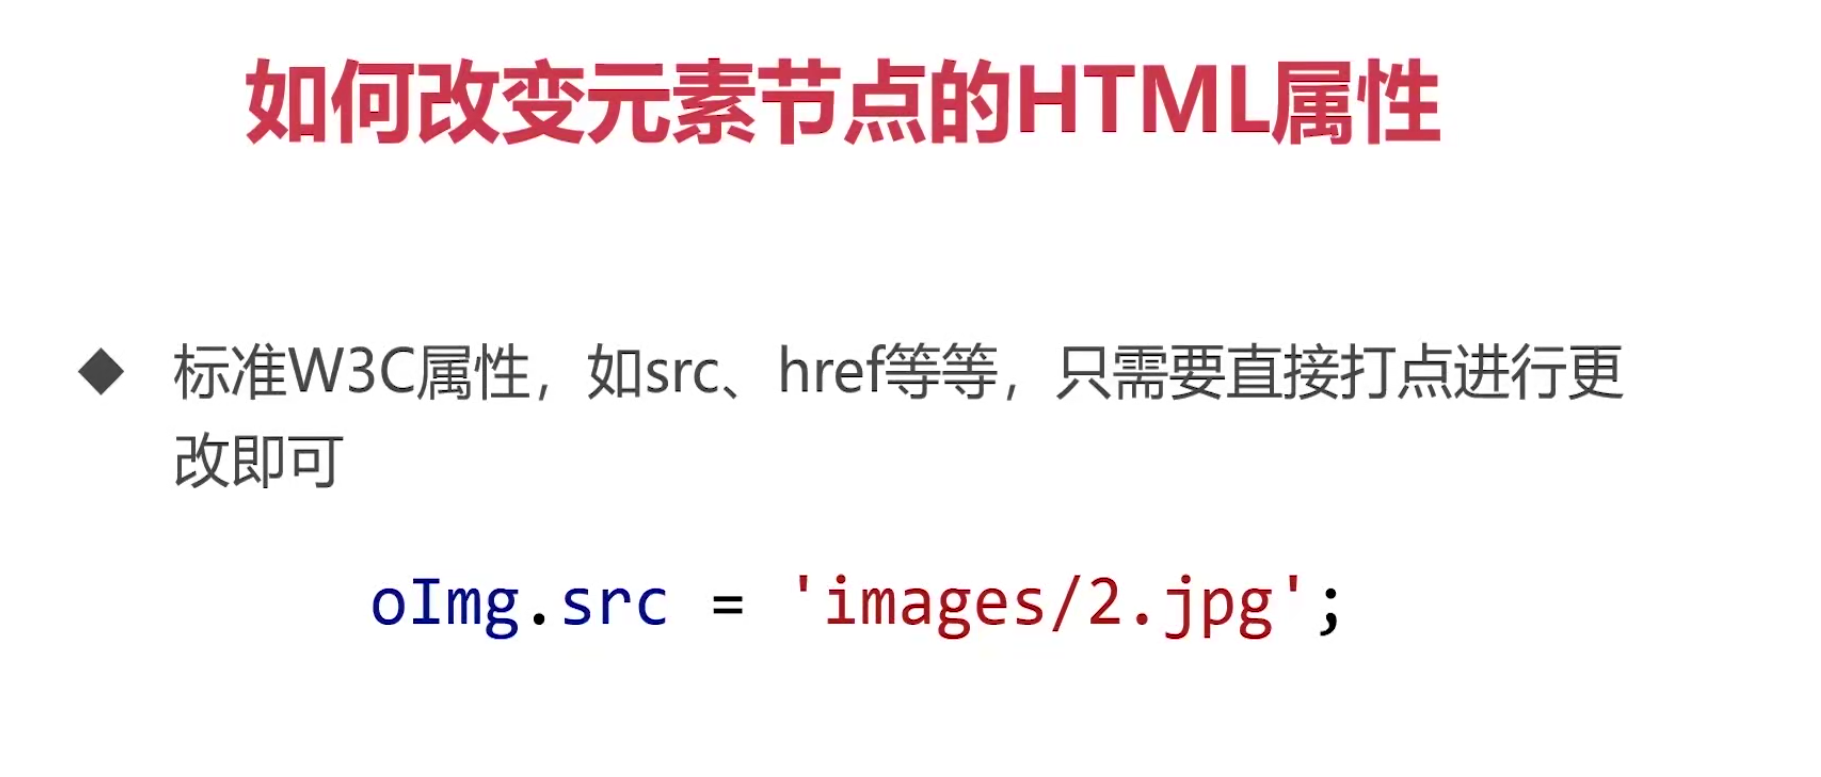 如何改变元素节点的HTML属性
◆ 标准W3C属性，如src、href等等，只需要直接打点进行更
改即可
oImg.src = 'images/2.jpg';